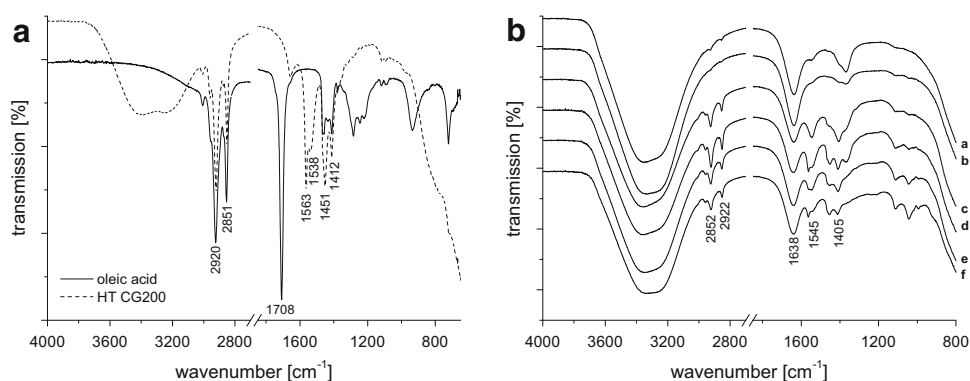 a
transmission [%]
2920
2851
1708
1563
1538
1451
1412
oleic acid
HT CG200
4000 3600 3200 2800 1600 1200 800
wavenumber [cm-1]
b
transmission [%]
2852
2922
1638
1545
1405
a
b
c
d
e
f
4000 3600 3200 2800 1600 1200 800
wavenumber [cm-1]